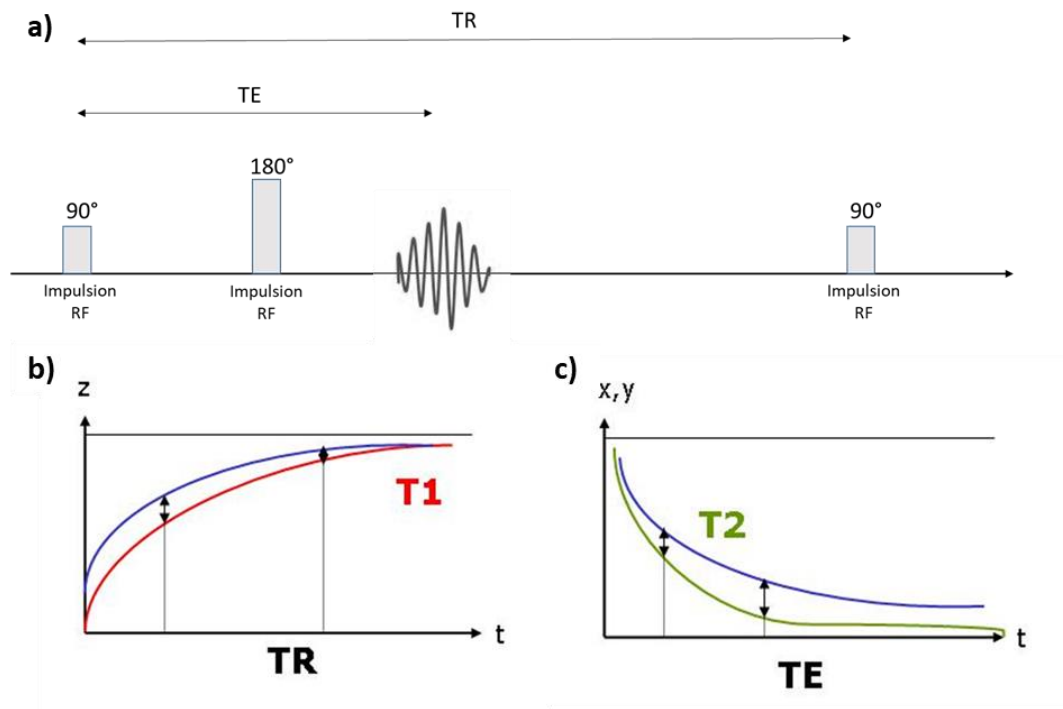 a)
TR
TE
180°
90°
90°
Impulsion
RF
Impulsion
RF
Impulsion
RF
b)
z
T1
t
TR
c)
x,y
T2
t
TE